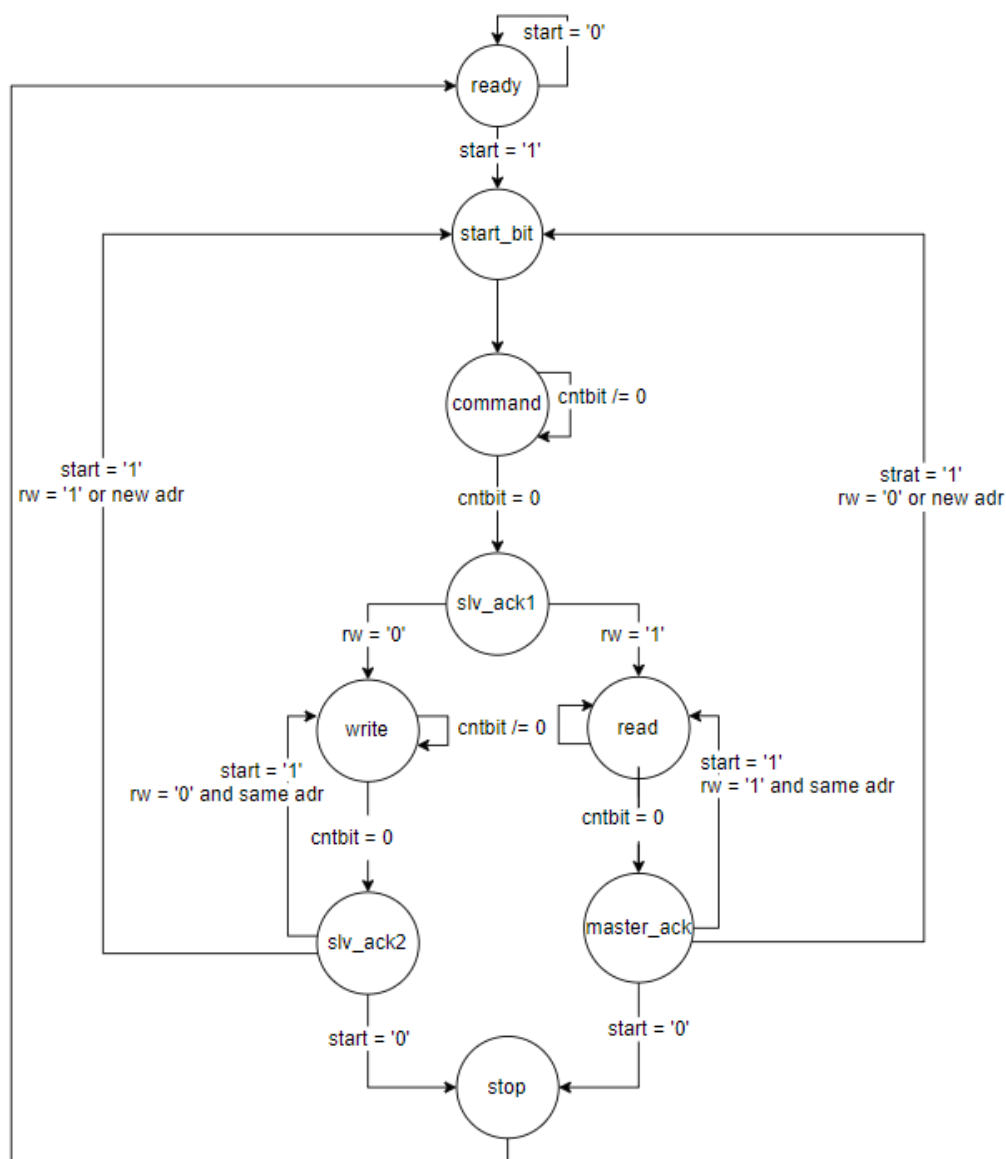 start = '0'
ready
start = '1'
start_bit
command
cntbit /= 0
start = '1'
rw = '1' or new adr
strat = '1'
rw = '0' or new adr
cntbit = 0
slv_ack1
rw = '0'
rw = '1'
write
cntbit /= 0
read
start = '1'
rw = '0' and same adr
start = '1'
rw = '1' and same adr
cntbit = 0
cntbit = 0
slv_ack2
master_ack
start = '0'
start = '0'
stop